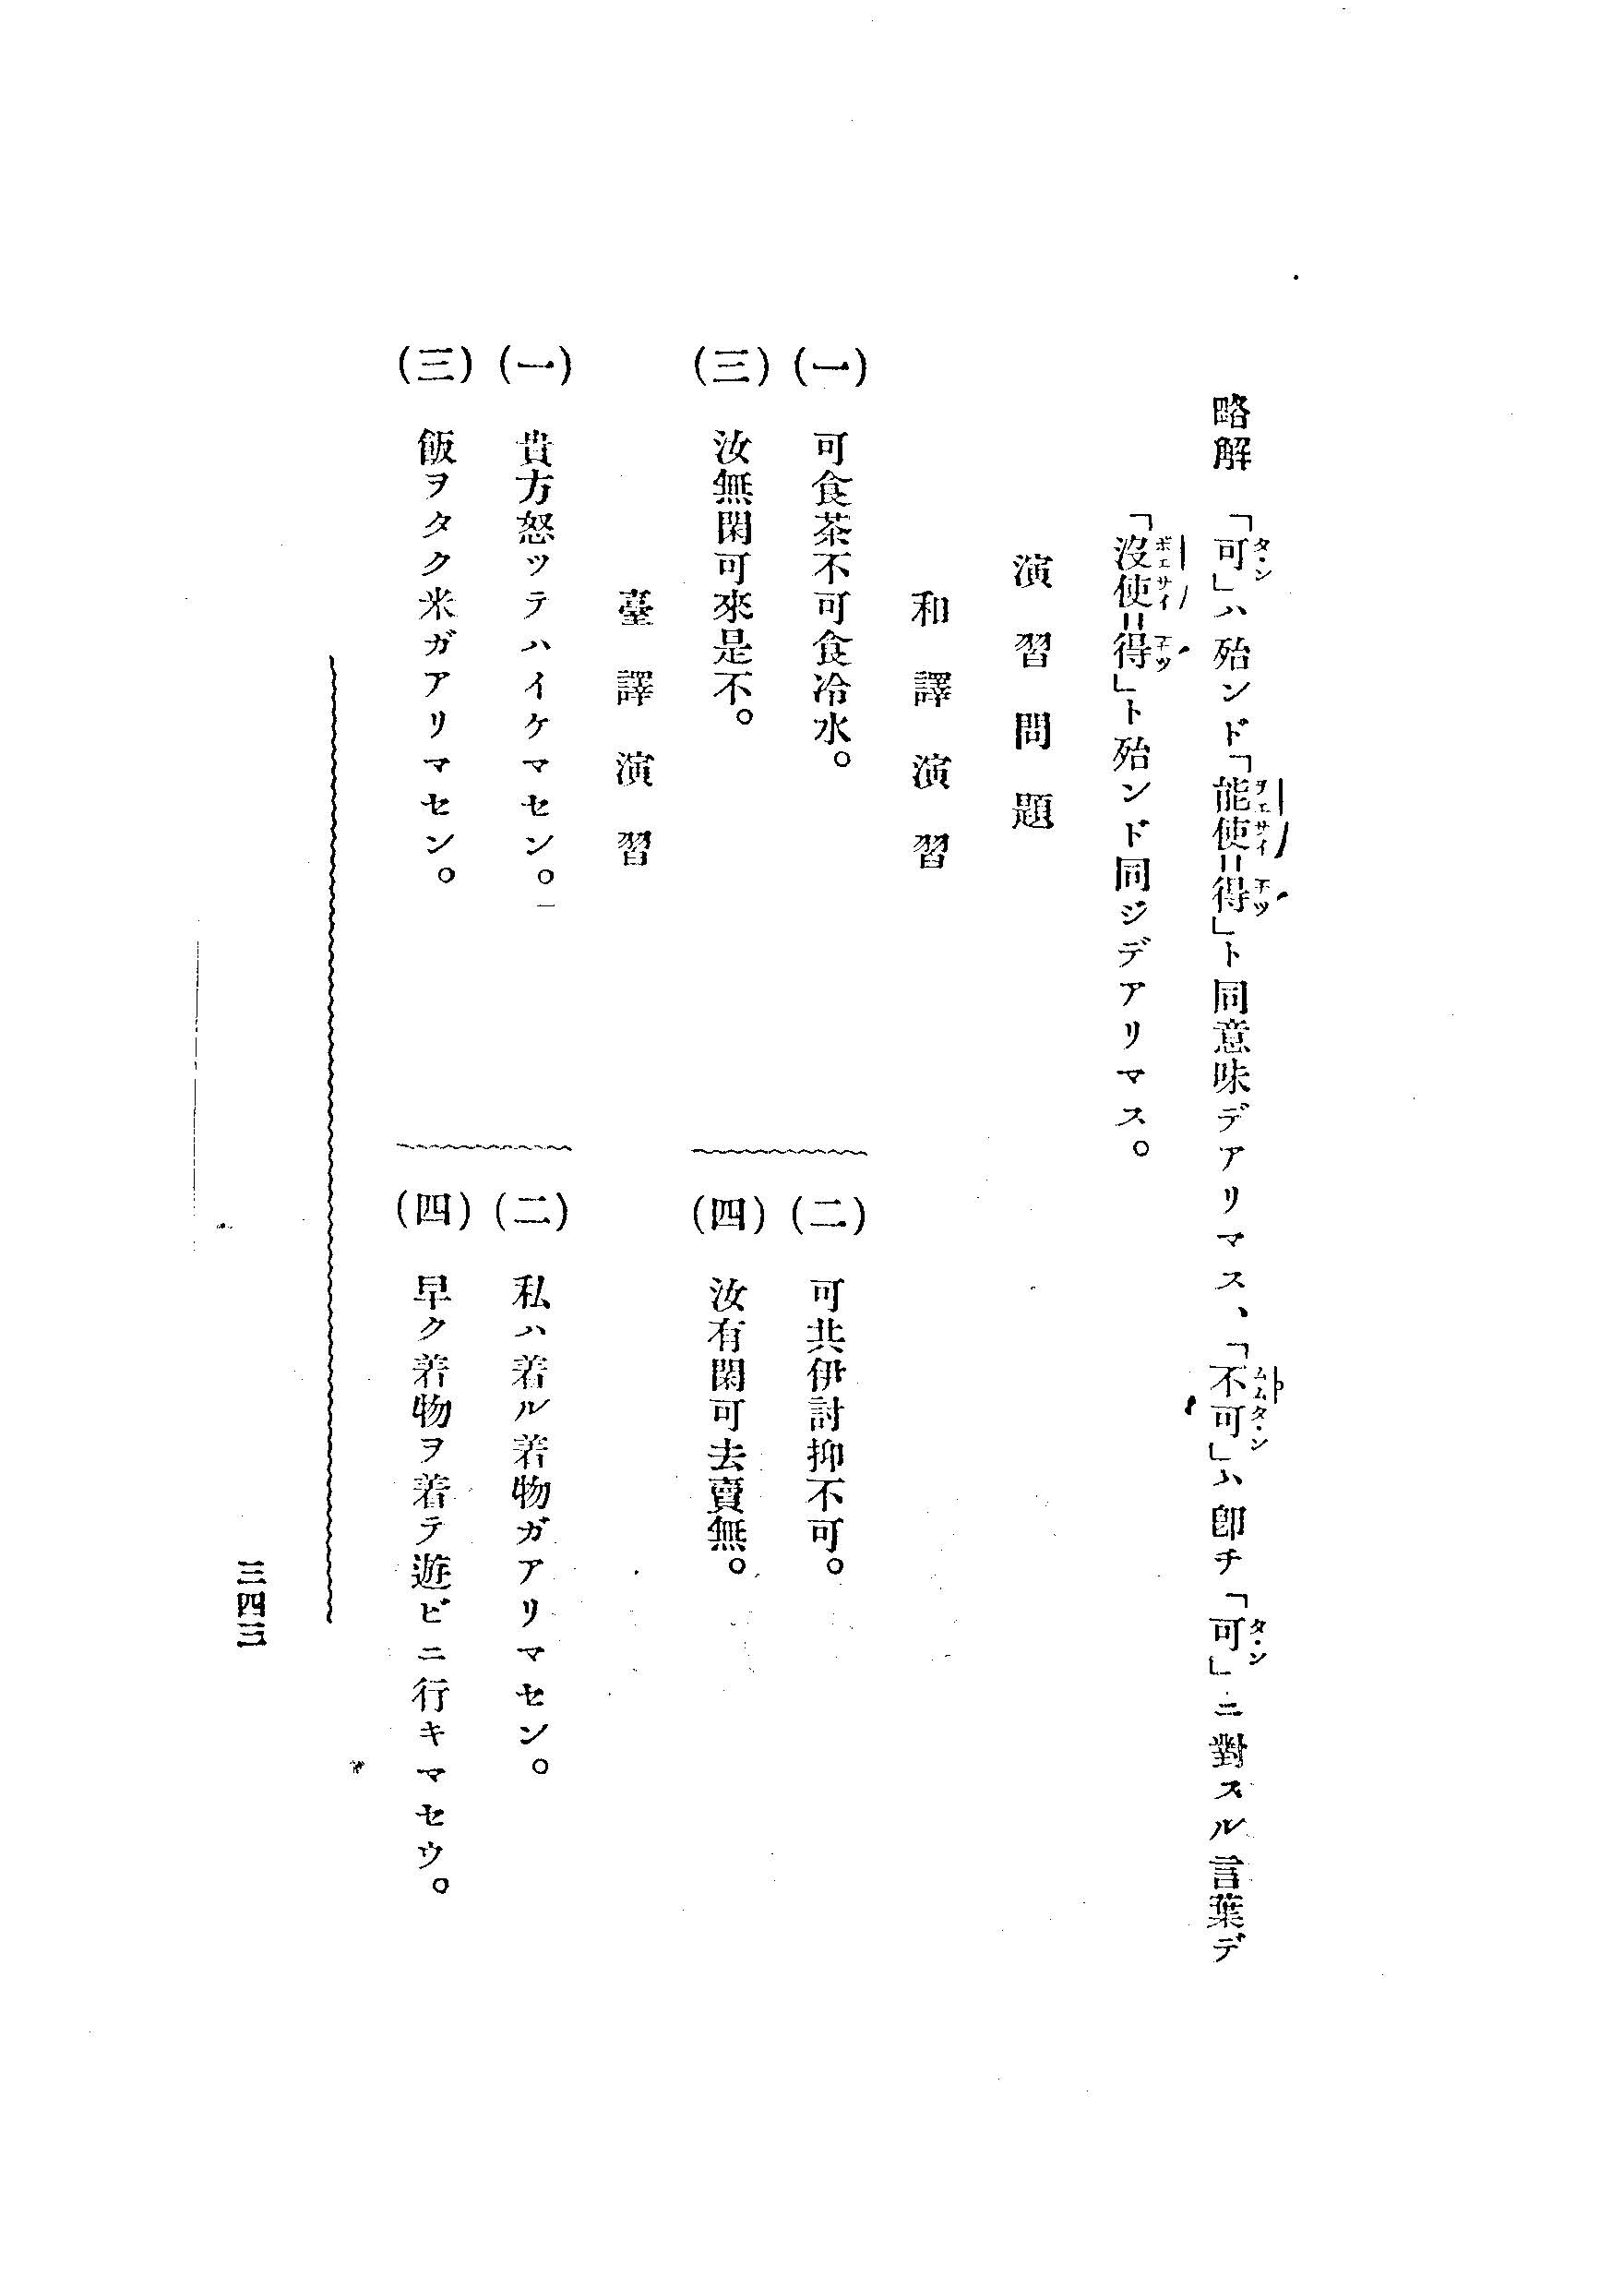 略解　「可」ハ殆ンド「能使＝得」ト同意味デアリマス、「不可」ハ卽チ「可」ニ對スル言葉デ
「沒使＝得」ト殆ンド同ジデアリマス。
演習問題
和譯演習
(一)　可食茶不可食冷水。
(二)　可共伊討抑不可。
(三)　汝無閑可來是不。
(四)　汝有閑可去賣無。
臺譯演習
(一)　貴方怒ツテハイケマセン。
(二)　私ハ着ル着物ガアリマセン。
(三)　飯ヲタク米ガアリマセン。
(四)　早ク着物ヲ着テ遊ビニ行キマセウ。
三四三